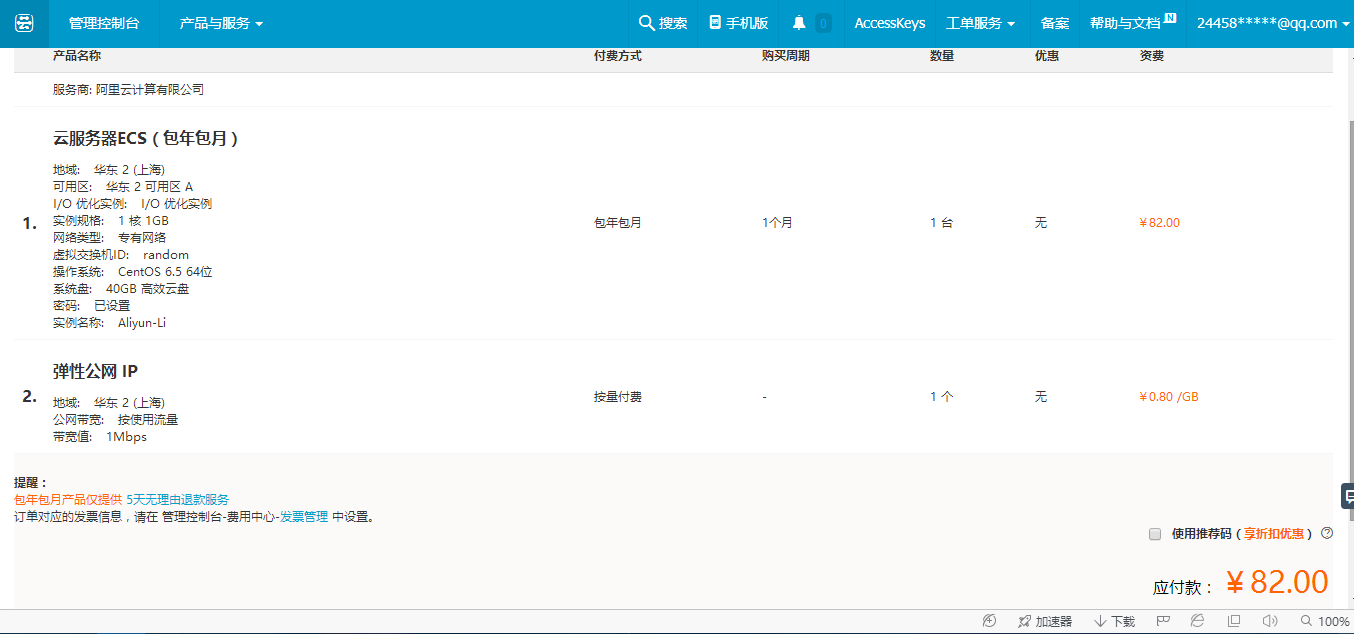 管理控制台 产品与服务 搜索 手机版 0 AccessKeys 工单服务 备案 帮助与文档 N 24458*****@qq.com
产品名称 付费方式 购买周期 数量 优惠 资费
服务商: 阿里云计算有限公司
云服务器ECS（包年包月）
地域: 华东 2 (上海)
可用区: 华东 2 可用区 A
I/O 优化实例: I/O 优化实例
1. 实例规格: 1 核 1GB 包年包月 1个月 1 台 无 ￥82.00
网络类型: 专有网络
虚拟交换机ID: random
操作系统: CentOS 6.5 64位
系统盘: 40GB 高效云盘
密码: 已设置
实例名称: Aliyun-Li
弹性公网 IP
2. 地域: 华东 2 (上海) 按量付费 - 1 个 无 ￥0.80 /GB
公网带宽: 按使用流量
带宽值: 1Mbps
提醒：
包年包月产品仅提供 5天无理由退款服务
订单对应的发票信息，请在 管理控制台-费用中心-发票管理 中设置。
使用推荐码（享折扣优惠）?
应付款： ￥82.00
加速器 下载 100%